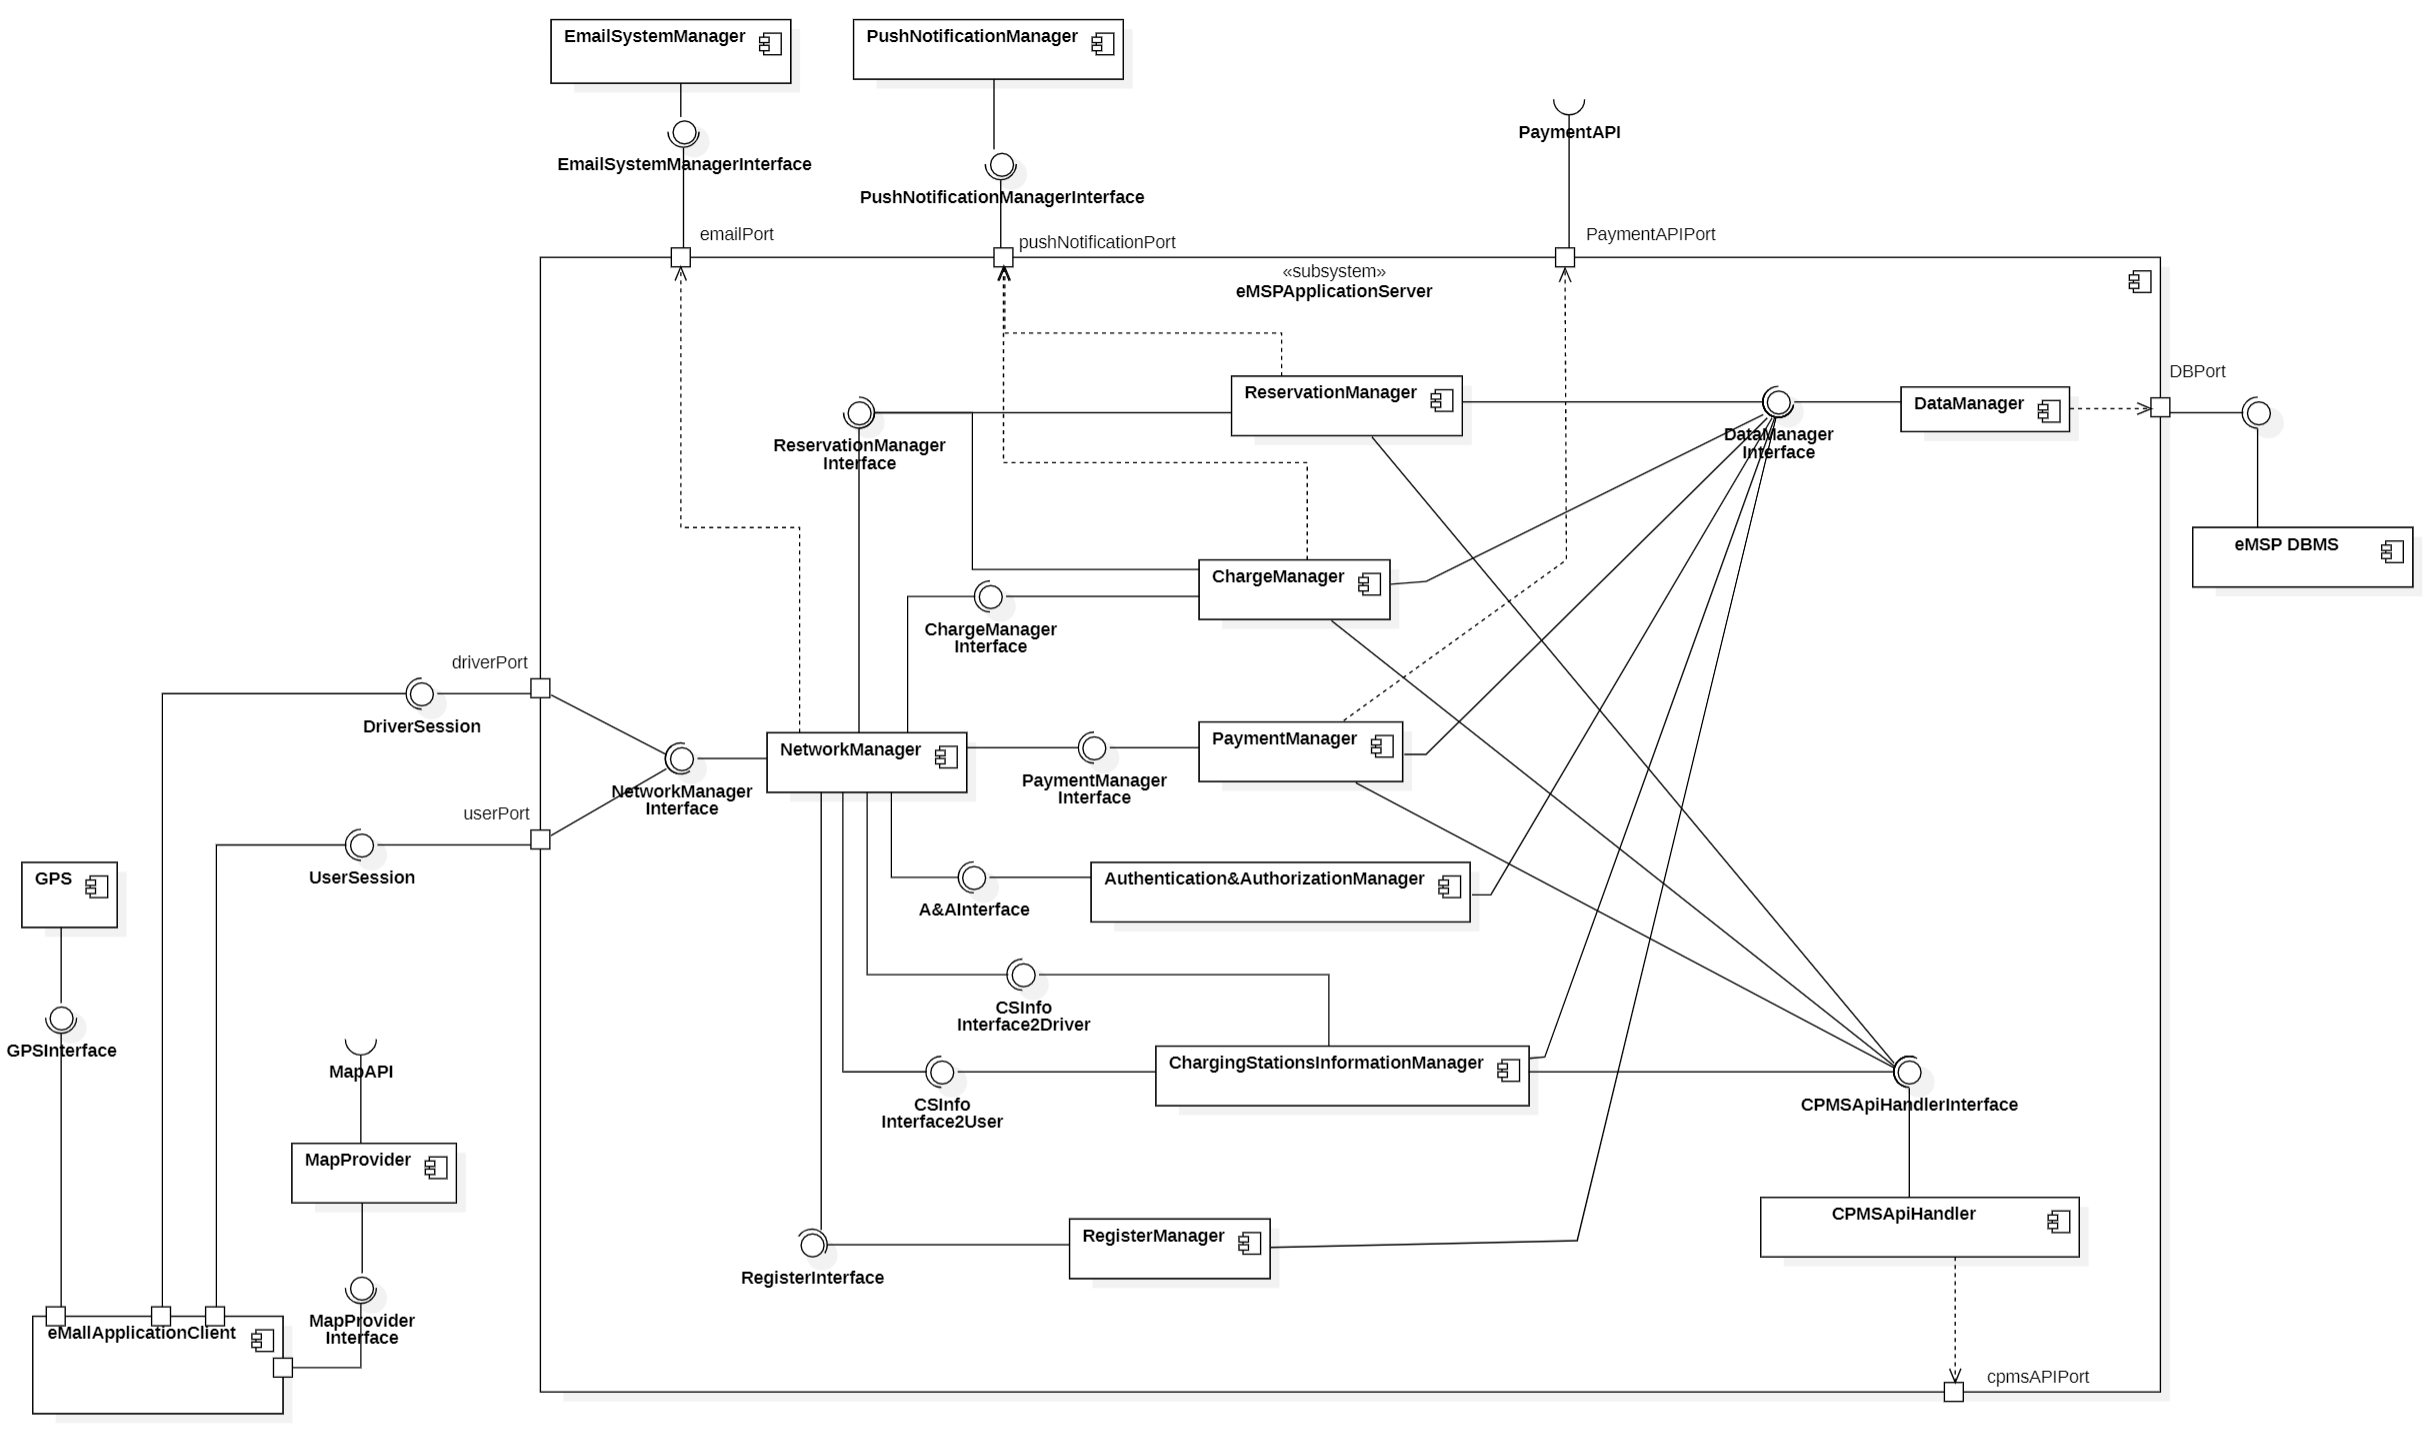 EmailSystemManager
PushNotificationManager
PaymentAPI
EmailSystemManagerInterface
PushNotificationManagerInterface
emailPort
pushNotificationPort
PaymentAPIPort
«subsystem»
eMSPApplicationServer
DBPort
ReservationManager
DataManager
ReservationManager
Interface
DataManager
Interface
eMSP DBMS
ChargeManager
ChargeManager
Interface
driverPort
DriverSession
NetworkManager
PaymentManager
NetworkManager
Interface
PaymentManager
Interface
userPort
UserSession
GPS
Authentication&AuthorizationManager
A&AInterface
CSInfo
Interface2Driver
GPSInterface
MapAPI
ChargingStationsInformationManager
CSInfo
Interface2User
CPMSApiHandlerInterface
MapProvider
CPMSApiHandler
RegisterManager
RegisterInterface
MapProvider
Interface
eMallApplicationClient
cpmsAPIPort